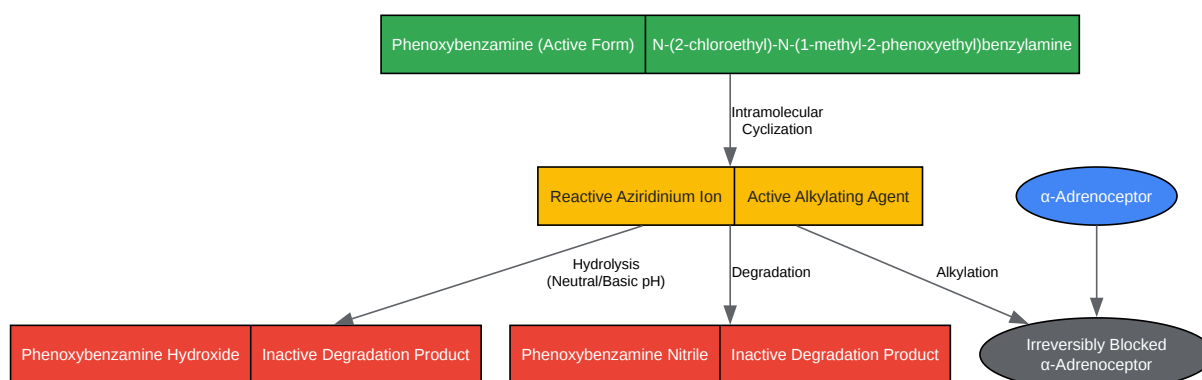 Phenoxybenzamine (Active Form)
N-(2-chloroethyl)-N-(1-methyl-2-phenoxyethyl)benzylamine
Intramolecular
Cyclization
Reactive Aziridinium Ion
Active Alkylating Agent
α-Adrenoceptor
Hydrolysis
(Neutral/Basic pH)
Degradation
Alkylation
Phenoxybenzamine Hydroxide
Inactive Degradation Product
Phenoxybenzamine Nitrile
Inactive Degradation Product
Irreversibly Blocked
α-Adrenoceptor